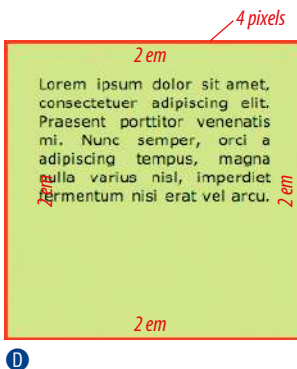 4 pixels
2 em
Lorem ipsum dolor sit amet,
consectetuer adipiscing elit.
Praesent porttitor venenatis
mi. Nunc semper, orci a
adipiscing tempus, magna
nulla varius nisl, imperdiet
fermentum nisi erat vel arcu.
2 em
2 em
2 em
D